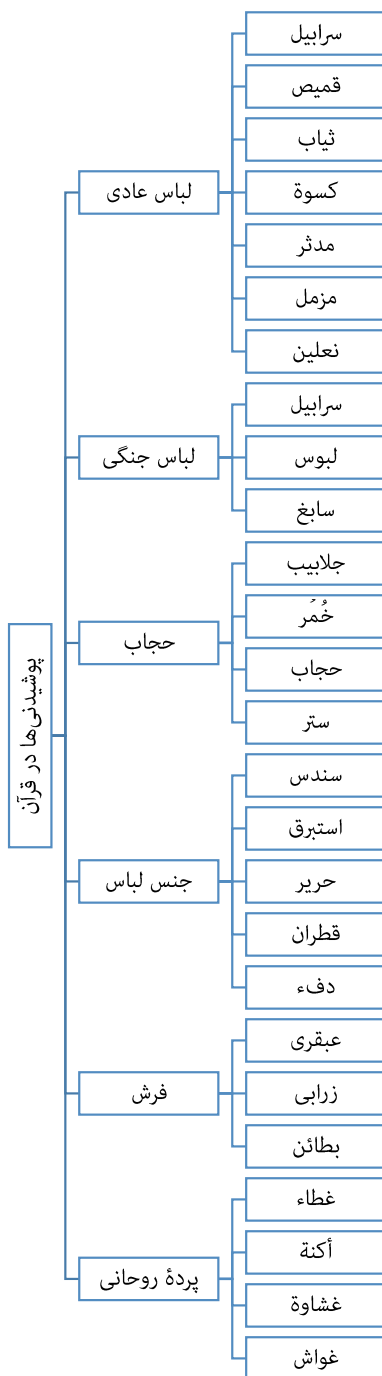 پوشیدنی‌ها در قرآن
لباس عادی
سرابیل
قمیص
ثیاب
کسوة
مدثر
مزمل
نعلین
لباس جنگی
سرابیل
لبوس
سابغ
حجاب
جلابیب
خُمَُر
حجاب
ستر
جنس لباس
سندس
استبرق
حریر
قطران
دفء
فرش
عبقری
زرابی
بطائن
پردهٔ روحانی
غطاء
أکنة
غشاوة
غواش